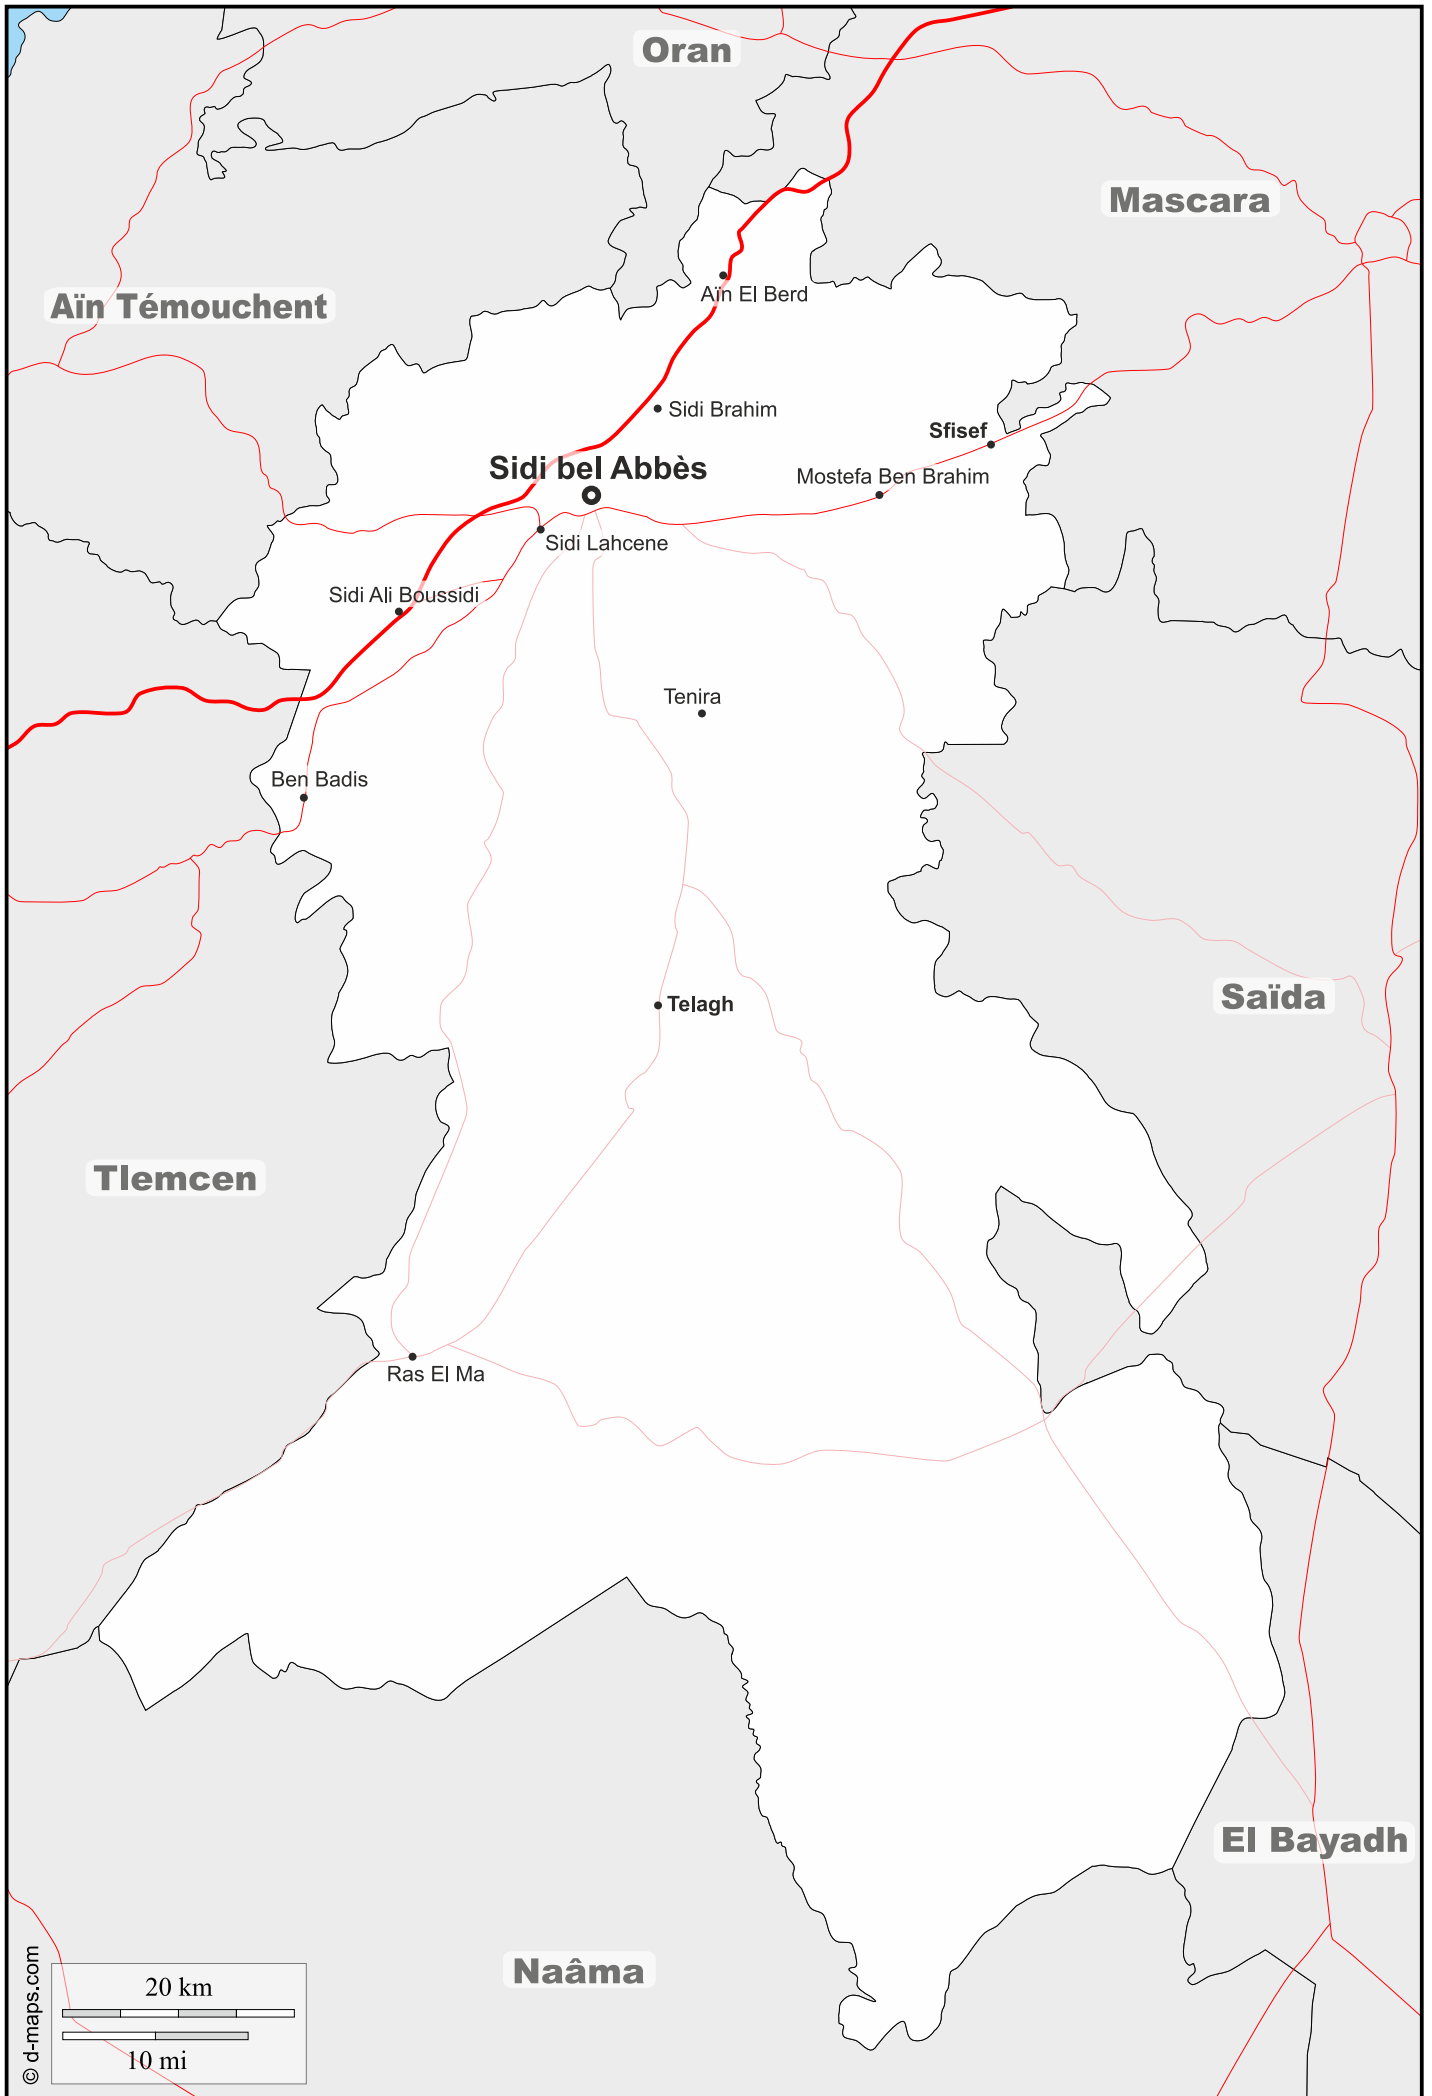 Oran
Mascara
Aïn Témouchent
Aïn El Berd
Sidi Brahim
Sfisef
Sidi bel Abbès
Mostefa Ben Brahim
Sidi Lahcene
Sidi Ali Boussidi
Tenira
Ben Badis
Saïda
Telagh
Tlemcen
Ras El Ma
El Bayadh
Naâma
20 km
10 mi
© d-maps.com